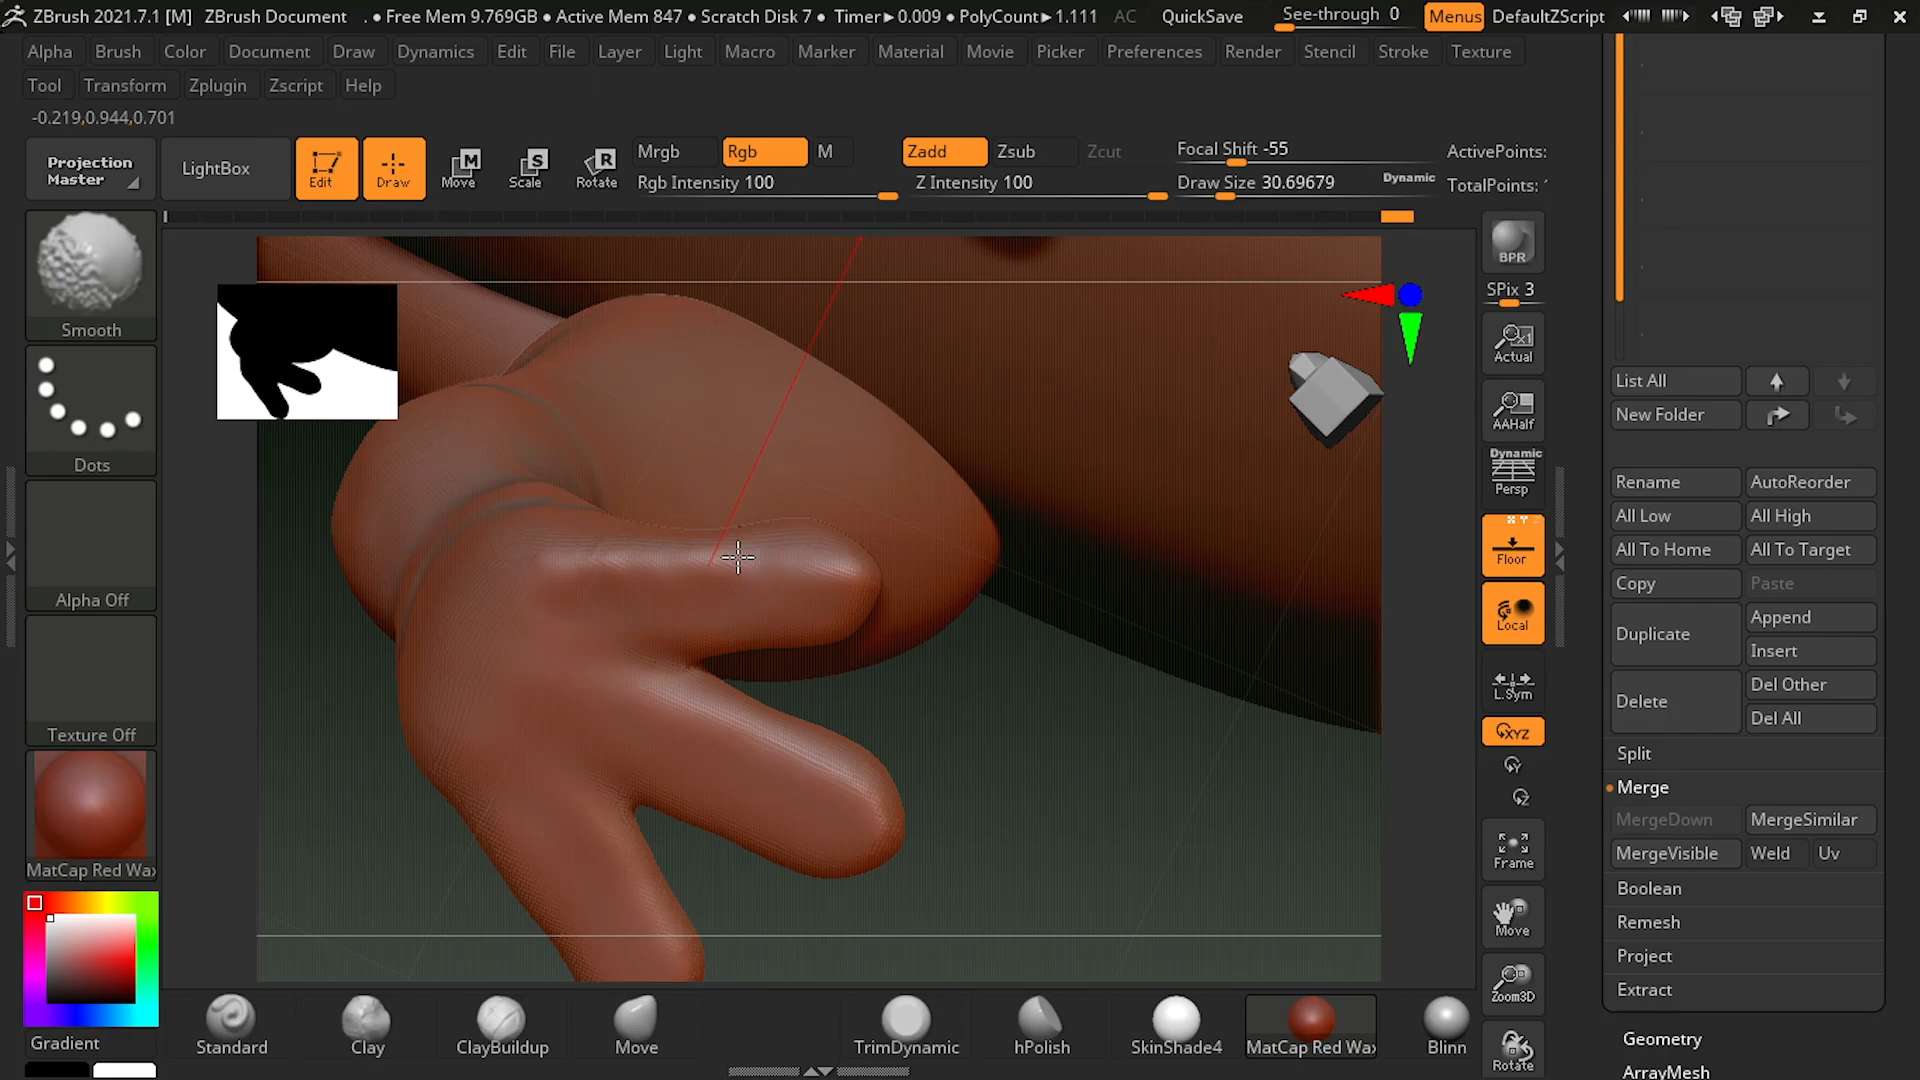 ZBrush 2021.7.1 [M] ZBrush Document . • Free Mem 9.769GB • Active Mem 847 • Scratch Disk 7 • Timer▶0.009 • PolyCount▶1.111 AC QuickSave See-through 0 Menus DefaultZScript
Alpha Brush Color Document Draw Dynamics Edit File Layer Light Macro Marker Material Movie Picker Preferences Render Stencil Stroke Texture
Tool Transform Zplugin Zscript Help
-0.219,0.944,0.701
Projection Master LightBox Edit Draw Move Scale Rotate
M S R
Mrgb Rgb M Zadd Zsub Zcut Focal Shift -55 ActivePoints:
Rgb Intensity 100 Z Intensity 100 Draw Size 30.69679 Dynamic TotalPoints:
Smooth
Dots
Alpha Off
Texture Off
MatCap Red Wax
Gradient
BPR
SPix 3
Actual
AAHalf
Dynamic
Persp
Floor
Local
L.Sym
XYZ
Y
Z
Frame
Move
Zoom3D
Rotate
List All
New Folder
Rename AutoReorder
All Low All High
All To Home All To Target
Copy Paste
Duplicate Append
Insert
Delete Del Other
Del All
Split
Merge
MergeDown MergeSimilar
MergeVisible Weld Uv
Boolean
Remesh
Project
Extract
Geometry
ArrayMesh
Standard Clay ClayBuildup Move TrimDynamic hPolish SkinShade4 MatCap Red Wax Blinn